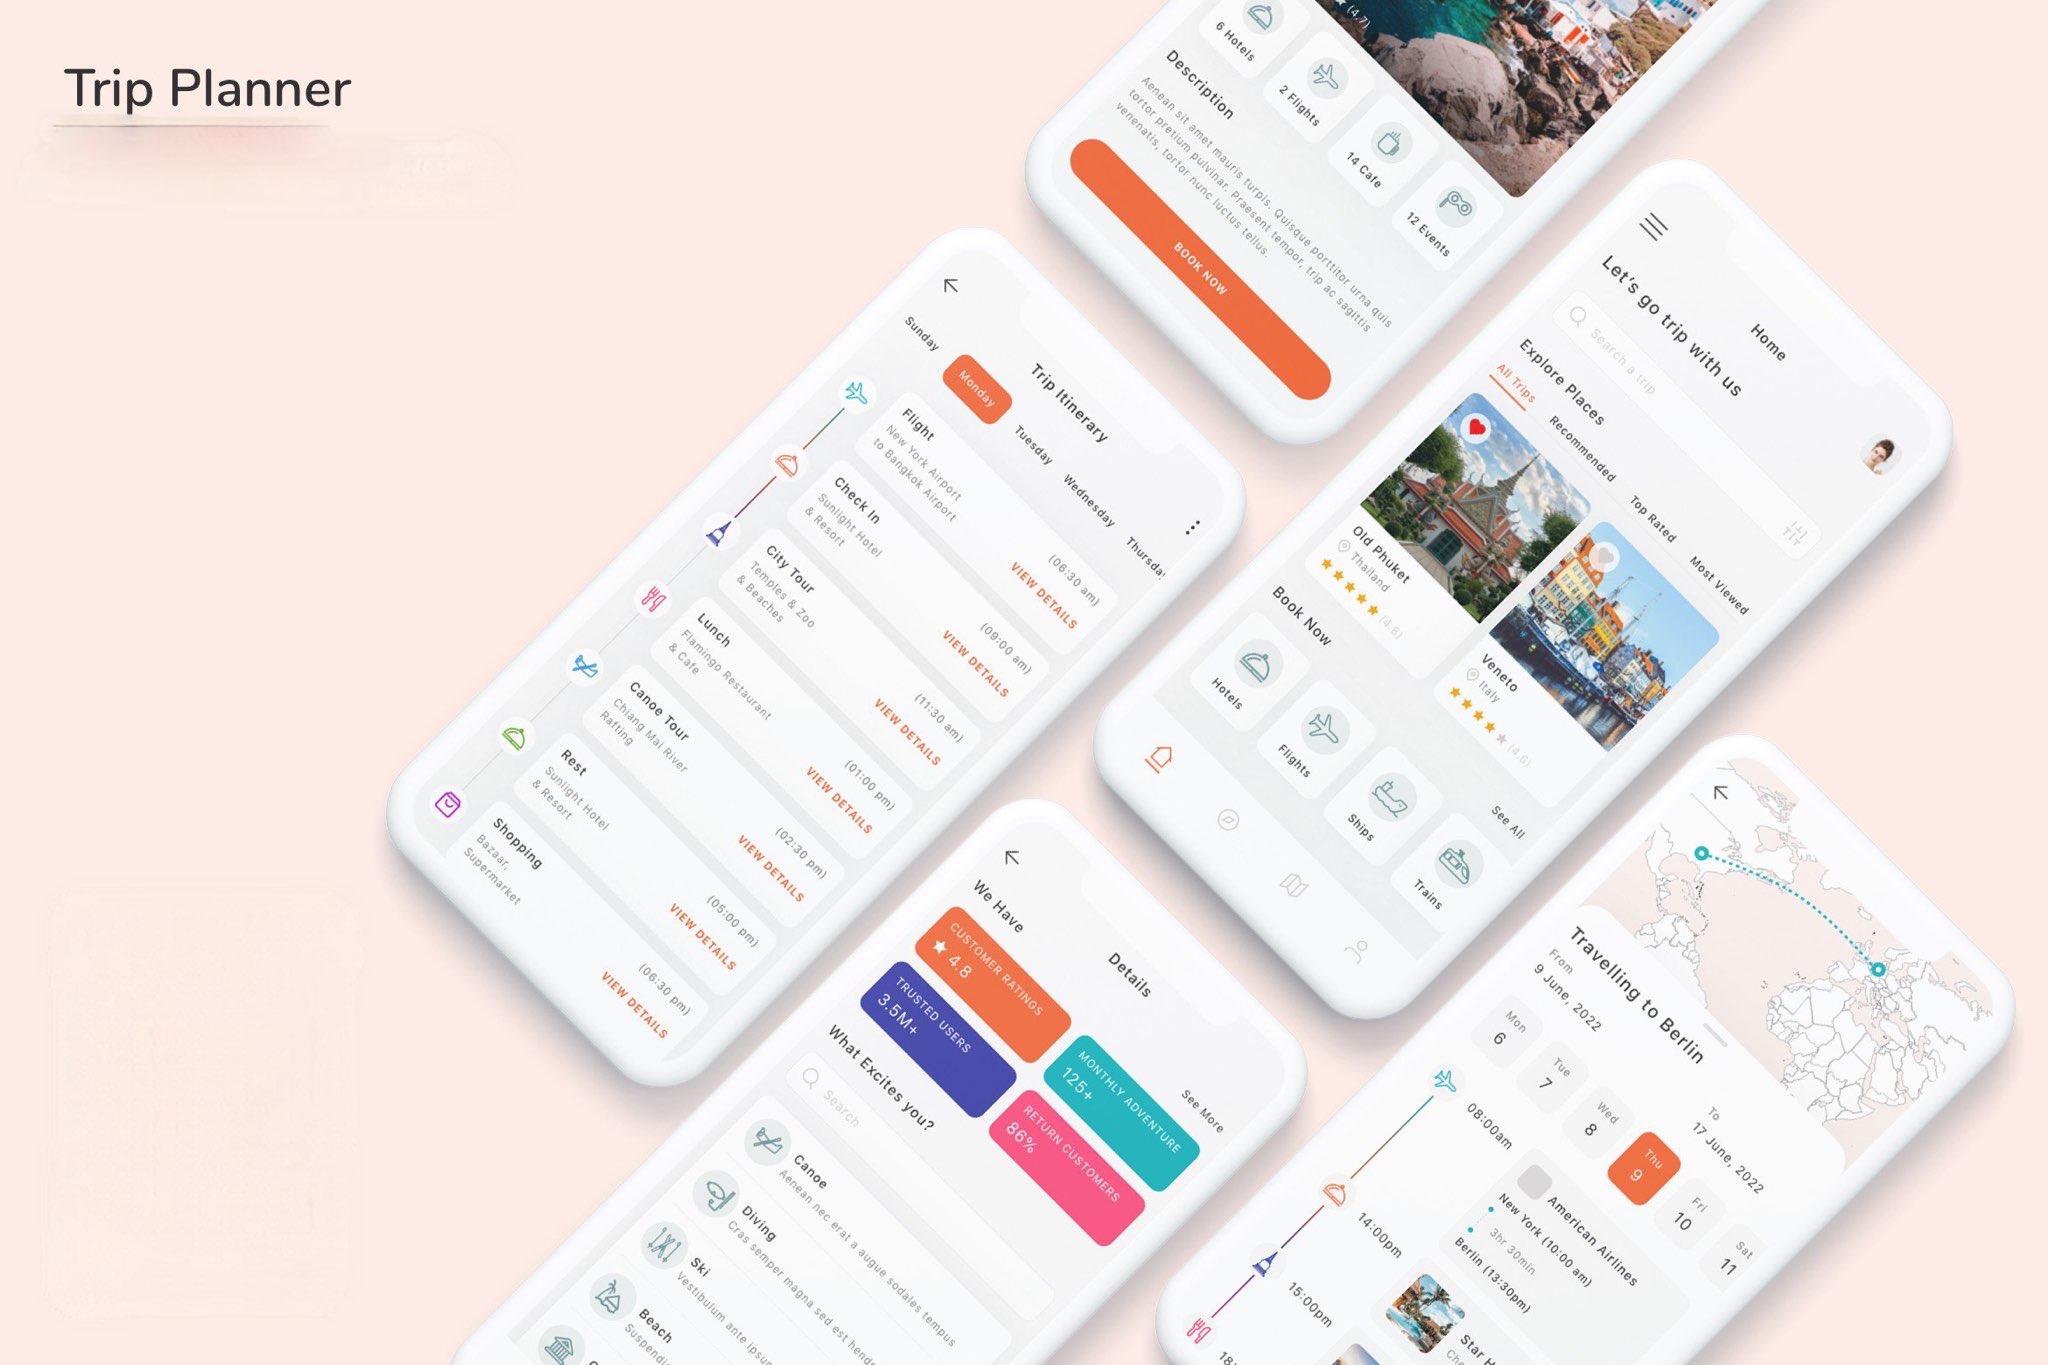 Trip Planner
(4.7)
6 Hotels
2 Flights
14 Cafe
12 Events
Description
Aenean sit amet mauris turpis. Quisque porttitor urna quis
tortor pretium pulvinar. Praesent tempor, trip ac sagittis
venenatis, tortor nunc luctus tellus.
BOOK NOW
Trip Itinerary
Sunday
Monday
Tuesday
Wednesday
Thursday
Flight
New York Airport
to Bangkok Airport
(06:30 am)
VIEW DETAILS
Check In
Sunlight Hotel
& Resort
(09:00 am)
VIEW DETAILS
City Tour
Temples & Zoo
& Beaches
(11:30 am)
VIEW DETAILS
Lunch
Flamingo Restaurant
& Cafe
(01:00 pm)
VIEW DETAILS
Canoe Tour
Chiang Mai River
Rafting
(02:30 pm)
VIEW DETAILS
Rest
Sunlight Hotel
& Resort
(05:00 pm)
VIEW DETAILS
Shopping
Bazaar,
Supermarket
(06:30 pm)
VIEW DETAILS
Home
Let's go trip with us
Search a trip
Explore Places
All Trips
Recommended
Top Rated
Most Viewed
Old Phuket
Thailand
(4.8)
Veneto
Italy
(4.6)
Book Now
See All
Hotels
Flights
Ships
Trains
Details
We Have
See More
CUSTOMER RATINGS
4.8
MONTHLY ADVENTURE
125+
TRUSTED USERS
3.5M+
RETURN CUSTOMERS
86%
What Excites you?
Search
Canoe
Aenean nec erat a augue sodales tempus
Diving
Cras semper magna sed est hendr
Ski
Vestibulum ante ipsu
Beach
Suspendi
Travelling to Berlin
From
9 June, 2022
To
17 June, 2022
Mon
6
Tue
7
Wed
8
Thu
9
Fri
10
Sat
11
08:00am
American Airlines
New York (10:00 am)
3hr 30min
Berlin (13:30pm)
14:00pm
Star H
Che
15:00pm
18: